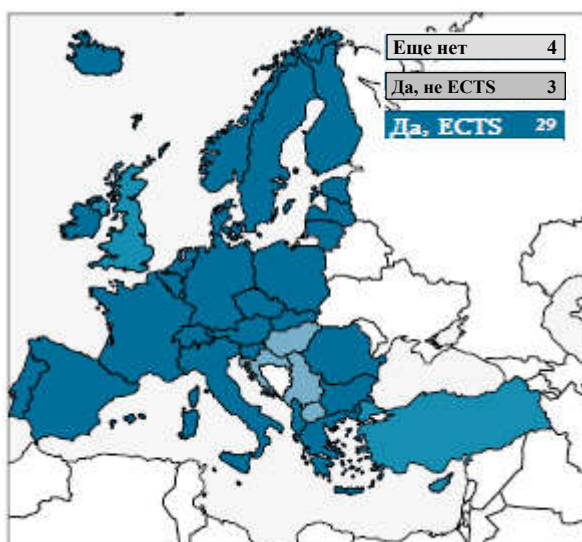 Еще нет 4
Да, не ECTS 3
Да, ECTS 29